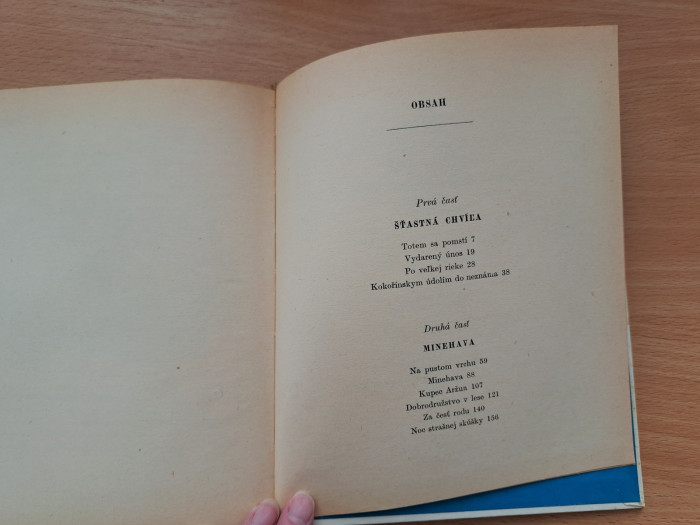 OBSAH
Prvá časť
ŠŤASTNÁ CHVÍĽA
Totem sa pomstí 7
Vydarený únos 19
Po veľkej rieke 28
Kokořínskym údolím do neznáma 38
Druhá časť
MINEHAVA
Na pustom vrchu 59
Minehava 88
Kupec Aržus 107
Dobrodružstvo v lese 121
Za česť rodu 140
Noc strašnej skúšky 156